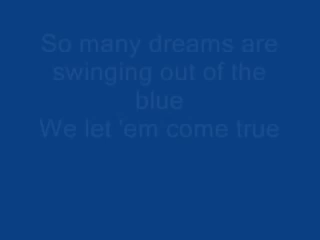 So many dreams are
swinging out of the
blue
We let 'em come true